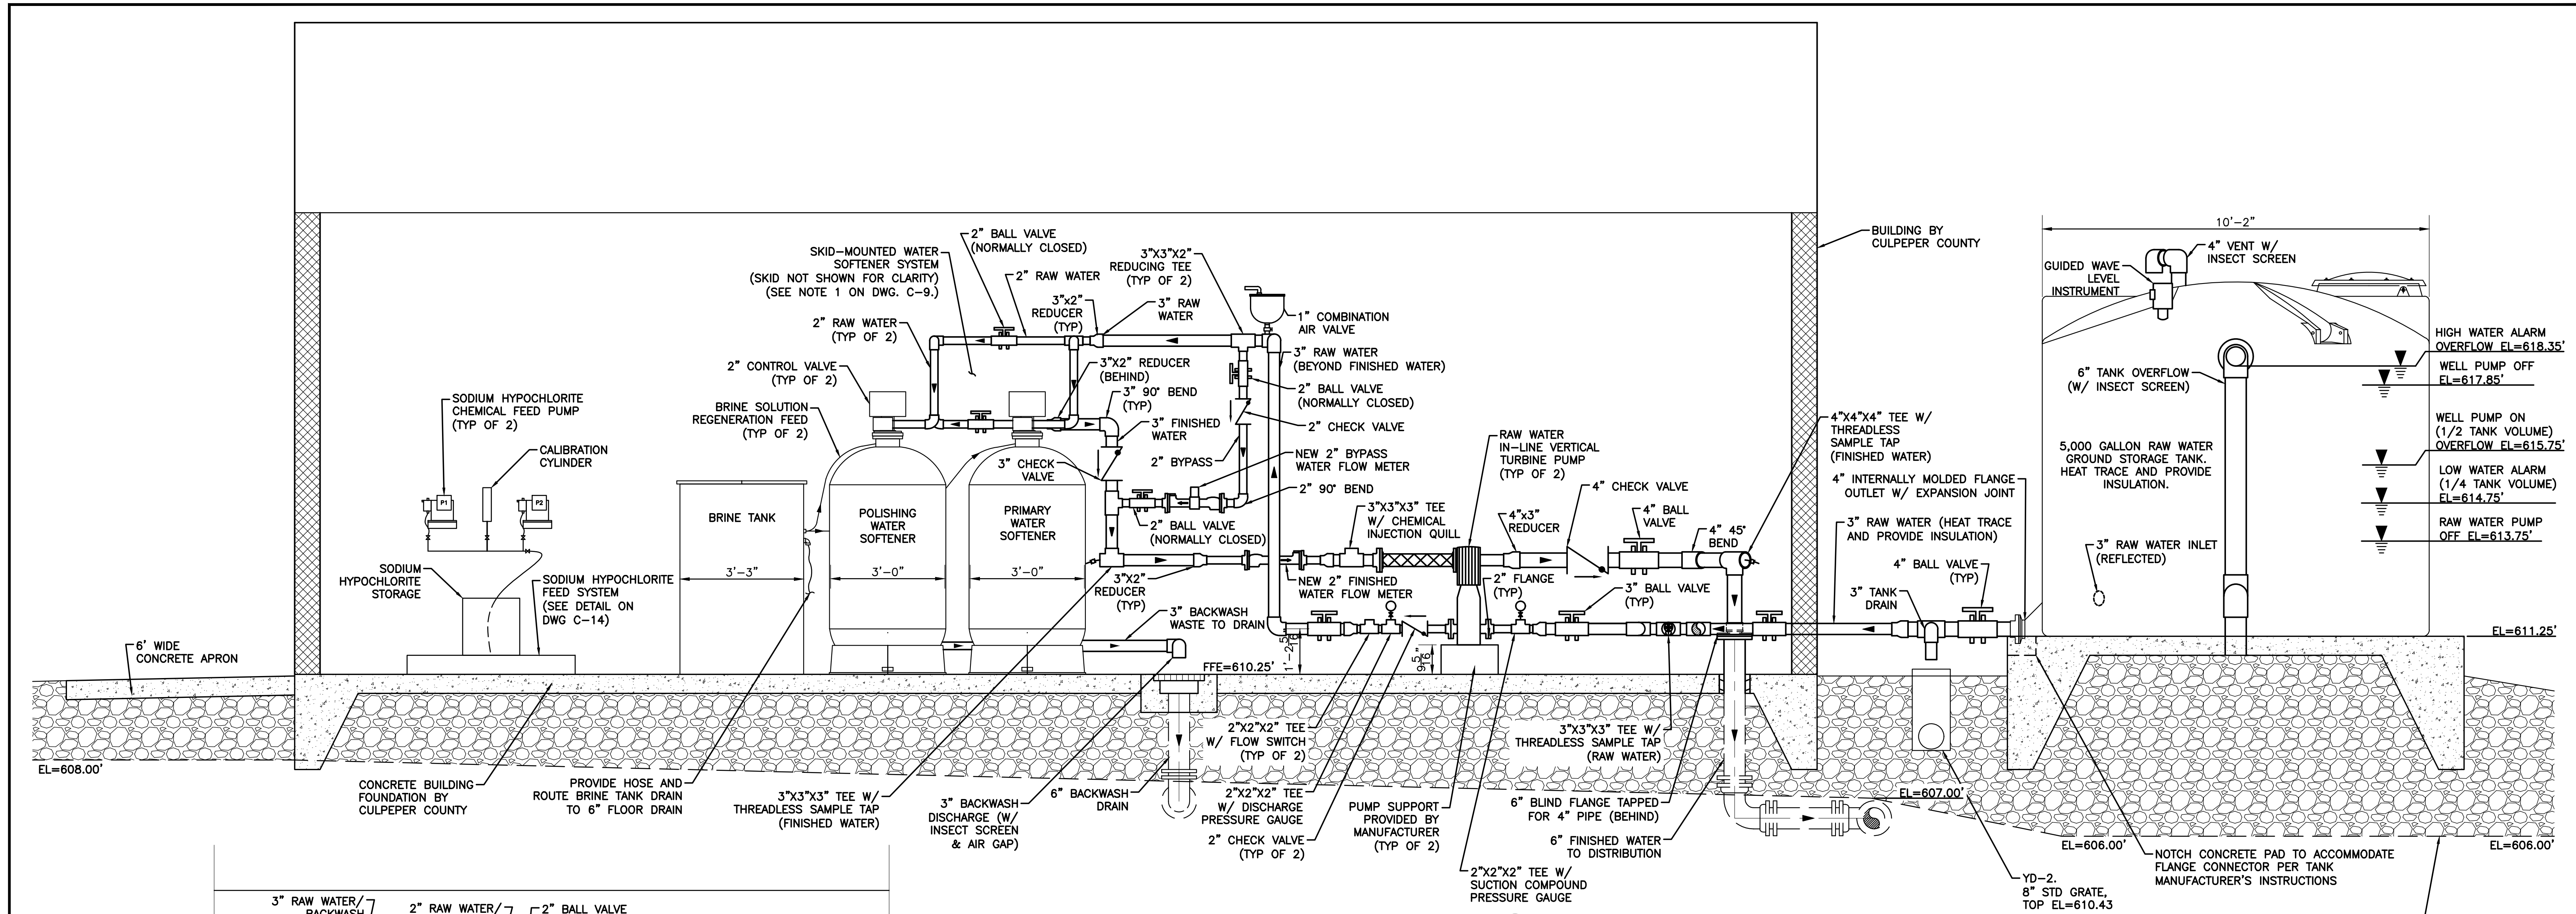 SKID-MOUNTED WATER
SOFTENER SYSTEM
(SKID NOT SHOWN FOR CLARITY)
(SEE NOTE 1 ON DWG. C-9.)
2" BALL VALVE
(NORMALLY CLOSED)
2" RAW WATER
3"x2"
REDUCER
(TYP)
3" RAW
WATER
3"X3"X2"
REDUCING TEE
(TYP OF 2)
1" COMBINATION
AIR VALVE
2" RAW WATER
(TYP OF 2)
2" CONTROL VALVE
(TYP OF 2)
3"X2" REDUCER
(BEHIND)
3" 90° BEND
(TYP)
3" RAW WATER
(BEYOND FINISHED WATER)
2" BALL VALVE
(NORMALLY CLOSED)
SODIUM HYPOCHLORITE
CHEMICAL FEED PUMP
(TYP OF 2)
BRINE SOLUTION
REGENERATION FEED
(TYP OF 2)
3" FINISHED
WATER
2" CHECK VALVE
CALIBRATION
CYLINDER
3" CHECK
VALVE
2" BYPASS
NEW 2" BYPASS
WATER FLOW METER
2" 90° BEND
P1
P2
BRINE TANK
POLISHING
WATER
SOFTENER
PRIMARY
WATER
SOFTENER
2" BALL VALVE
(NORMALLY CLOSED)
3"X3"X3" TEE
W/ CHEMICAL
INJECTION QUILL
RAW WATER
IN-LINE VERTICAL
TURBINE PUMP
(TYP OF 2)
4" CHECK VALVE
4"x3"
REDUCER
4" BALL
VALVE
4" 45°
BEND
4"X4"X4" TEE W/
THREADLESS
SAMPLE TAP
(FINISHED WATER)
SODIUM
HYPOCHLORITE
STORAGE
SODIUM HYPOCHLORITE
FEED SYSTEM
(SEE DETAIL ON
DWG C-14)
3'-3"
3'-0"
3'-0"
3"X2"
REDUCER
(TYP)
NEW 2" FINISHED
WATER FLOW METER
2" FLANGE
(TYP)
3" BALL VALVE
(TYP)
3" BACKWASH
WASTE TO DRAIN
6' WIDE
CONCRETE APRON
FFE=610.25'
1'-2 5/16"
9 5/16"
BUILDING BY
CULPEPER COUNTY
10'-2"
4" VENT W/
INSECT SCREEN
GUIDED WAVE
LEVEL
INSTRUMENT
6" TANK OVERFLOW
(W/ INSECT SCREEN)
HIGH WATER ALARM
OVERFLOW EL=618.35'
WELL PUMP OFF
EL=617.85'
WELL PUMP ON
(1/2 TANK VOLUME)
OVERFLOW EL=615.75'
LOW WATER ALARM
(1/4 TANK VOLUME)
EL=614.75'
RAW WATER PUMP
OFF EL=613.75'
5,000 GALLON RAW WATER
GROUND STORAGE TANK.
HEAT TRACE AND PROVIDE
INSULATION.
4" INTERNALLY MOLDED FLANGE
OUTLET W/ EXPANSION JOINT
3" RAW WATER (HEAT TRACE
AND PROVIDE INSULATION)
3" RAW WATER INLET
(REFLECTED)
4" BALL VALVE
(TYP)
3" TANK
DRAIN
EL=611.25'
EL=608.00'
CONCRETE BUILDING
FOUNDATION BY
CULPEPER COUNTY
PROVIDE HOSE AND
ROUTE BRINE TANK DRAIN
TO 6" FLOOR DRAIN
3"X3"X3" TEE W/
THREADLESS SAMPLE TAP
(FINISHED WATER)
3" BACKWASH
DISCHARGE (W/
INSECT SCREEN
& AIR GAP)
6" BACKWASH
DRAIN
2"X2"X2" TEE
W/ FLOW SWITCH
(TYP OF 2)
2"X2"X2" TEE
W/ DISCHARGE
PRESSURE GAUGE
2" CHECK VALVE
(TYP OF 2)
PUMP SUPPORT
PROVIDED BY
MANUFACTURER
(TYP OF 2)
2"X2"X2" TEE W/
SUCTION COMPOUND
PRESSURE GAUGE
3"X3"X3" TEE W/
THREADLESS SAMPLE TAP
(RAW WATER)
6" BLIND FLANGE TAPPED
FOR 4" PIPE (BEHIND)
6" FINISHED WATER
TO DISTRIBUTION
EL=607.00'
EL=606.00'
NOTCH CONCRETE PAD TO ACCOMMODATE
FLANGE CONNECTOR PER TANK
MANUFACTURER'S INSTRUCTIONS
EL=606.00'
YD-2.
8" STD GRATE,
TOP EL=610.43
3" RAW WATER/
BACKWASH
2" RAW WATER/
2" BALL VALVE